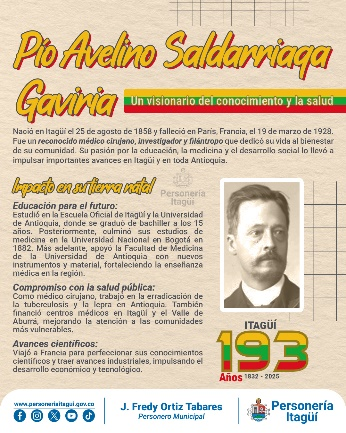 Pío Avelino Saldarriaga
Gaviria
Un visionario del conocimiento y la salud
Nació en Itagüí el 25 de agosto de 1858 y falleció en París, Francia, el 19 de marzo de 1928.
Fue un reconocido médico cirujano, investigador y filántropo que dedicó su vida al bienestar
de su comunidad. Su pasión por la educación, la medicina y el desarrollo social lo llevó a
impulsar importantes avances en Itagüí y en toda Antioquia.
Impacto en su tierra natal
Personería
Itagüí
Educación para el futuro:
Estudió en la Escuela Oficial de Itagüí y la Universidad
de Antioquia, donde se graduó de bachiller a los 15
años. Posteriormente, culminó sus estudios de
medicina en la Universidad Nacional en Bogotá en
1882. Más adelante, apoyó la Facultad de Medicina
de la Universidad de Antioquia con nuevos
instrumentos y material, fortaleciendo la enseñanza
médica en la región.
Compromiso con la salud pública:
Como médico cirujano, trabajó en la erradicación de
la tuberculosis y la lepra en Antioquia. También
financió centros médicos en Itagüí y el Valle de
Aburrá, mejorando la atención a las comunidades
más vulnerables.
Avances científicos:
Viajó a Francia para perfeccionar sus conocimientos
científicos y traer avances industriales, impulsando el
desarrollo económico y tecnológico.
ITAGÜÍ
193
Años 1832 - 2025
www.personeriaitagui.gov.co
J. Fredy Ortiz Tabares
Personero Municipal
Personería
Itagüí